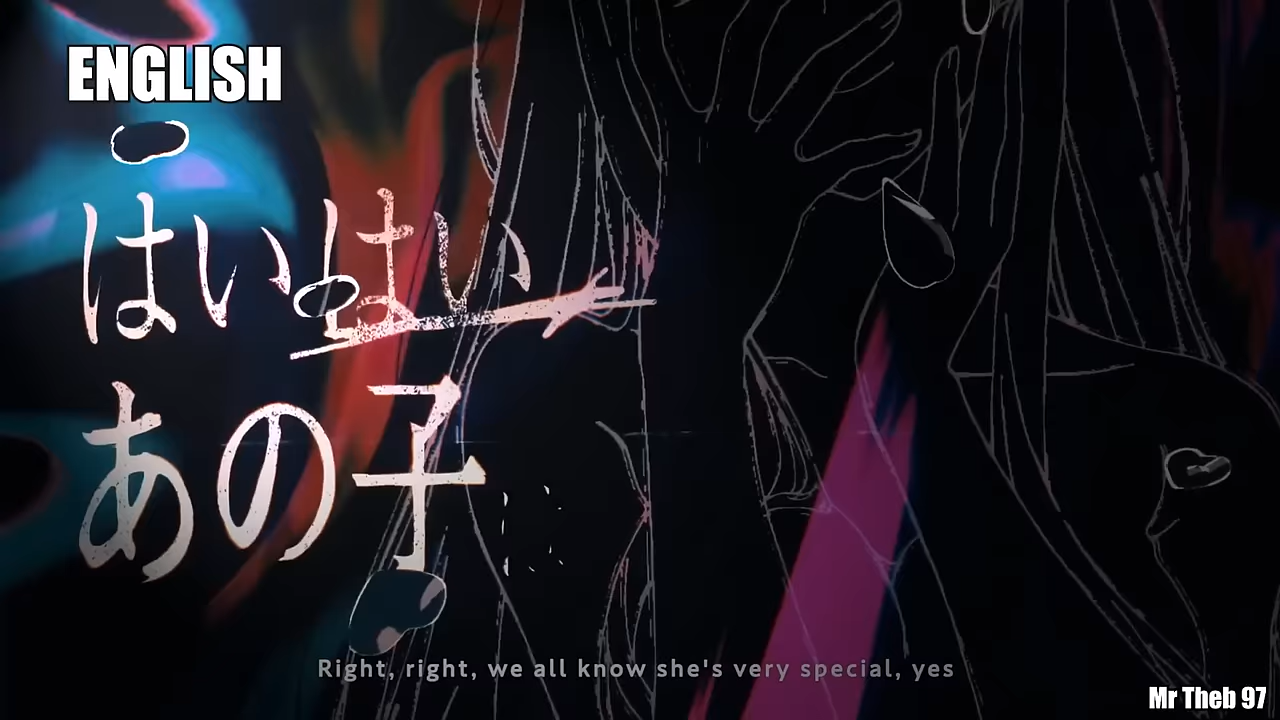 ENGLISH
はいはい
あの子
Right, right, we all know she's very special, yes
Mr Theb 97